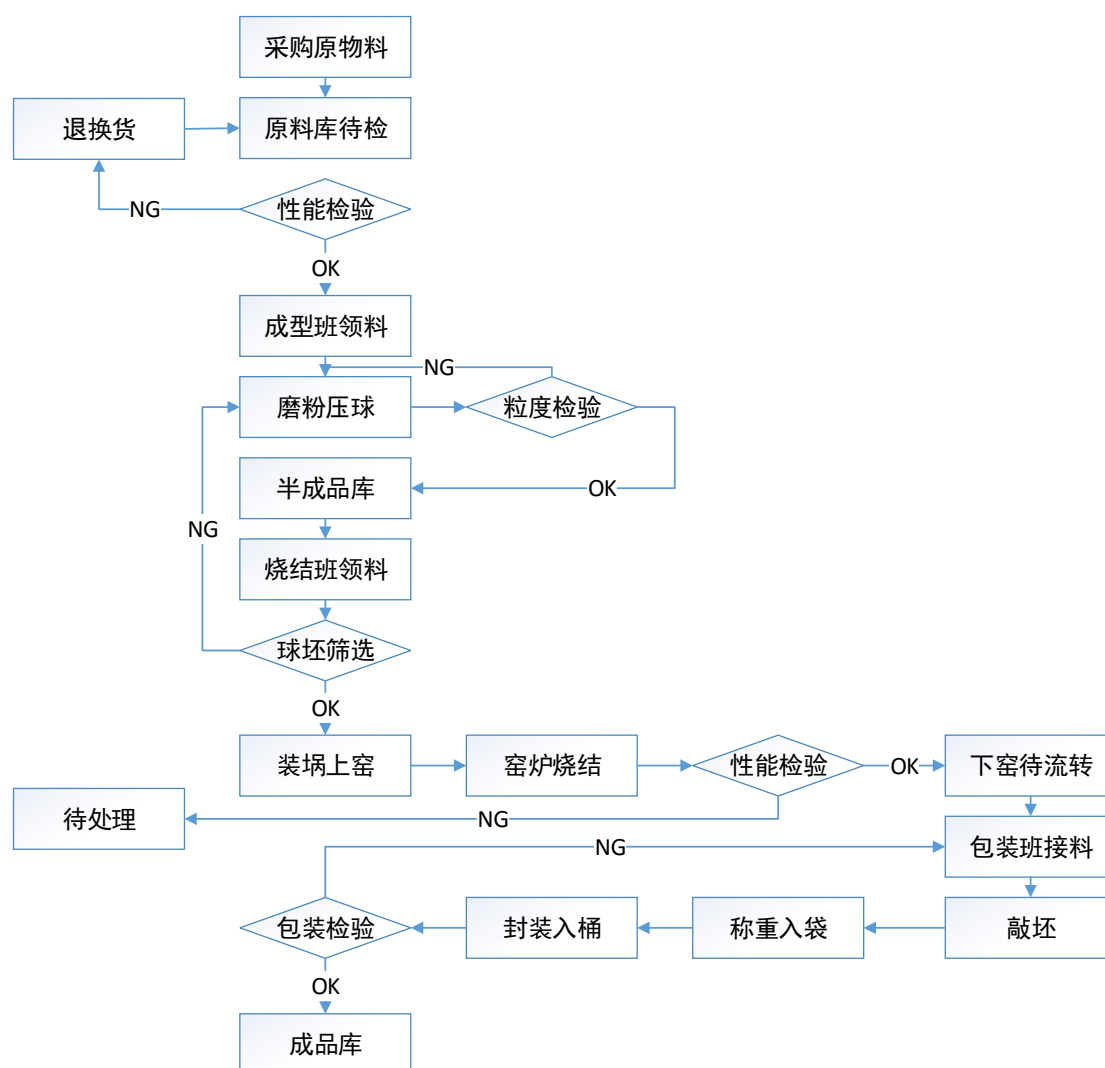 采购原物料
退换货
原料库待检
NG
性能检验
OK
成型班领料
NG
磨粉压球
粒度检验
半成品库
OK
NG
烧结班领料
球坯筛选
OK
装埚上窑
窑炉烧结
性能检验
OK
下窑待流转
待处理
NG
NG
包装班接料
包装检验
封装入桶
称重入袋
敲坯
OK
成品库